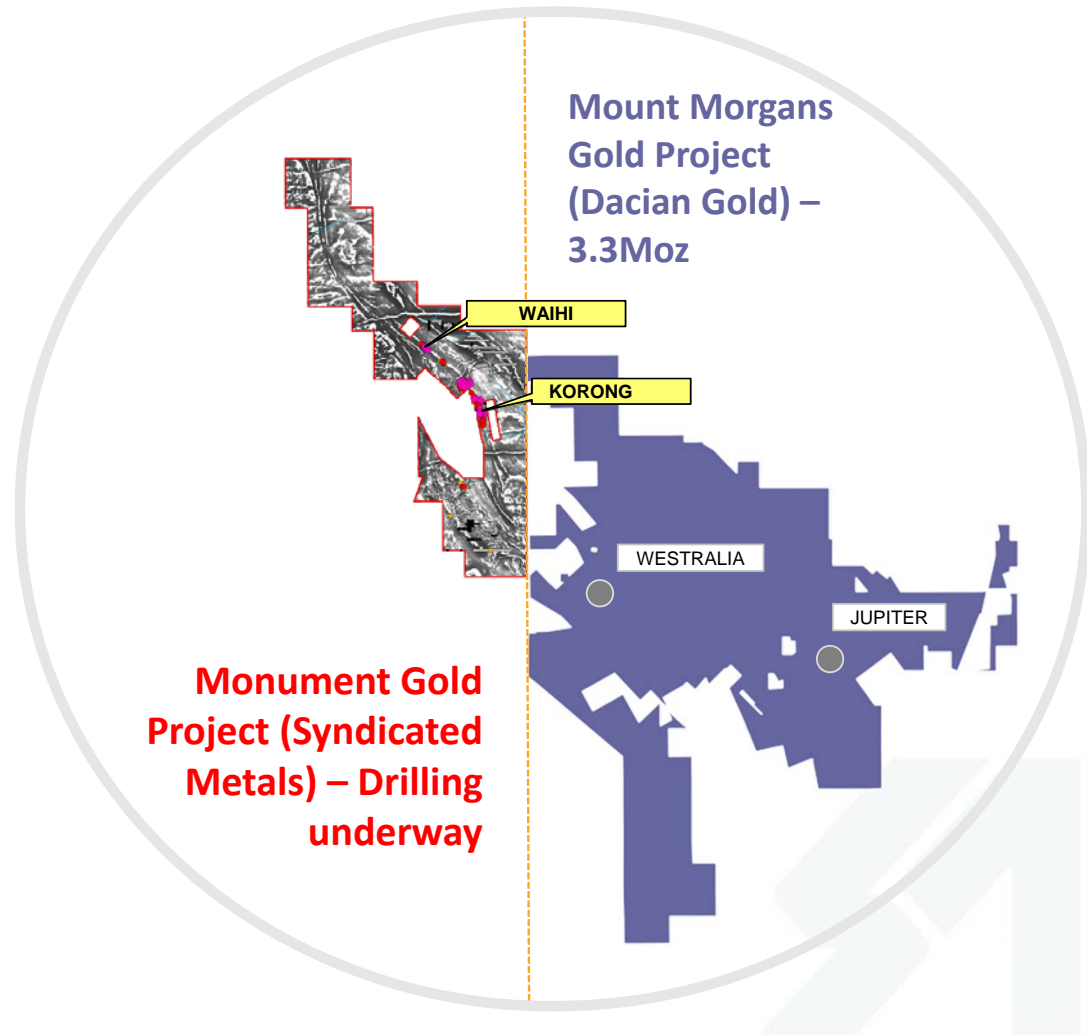 Mount Morgans
Gold Project
(Dacian Gold) –
3.3Moz
WAIHI
KORONG
WESTRALIA
JUPITER
Monument Gold
Project (Syndicated
Metals) – Drilling
underway